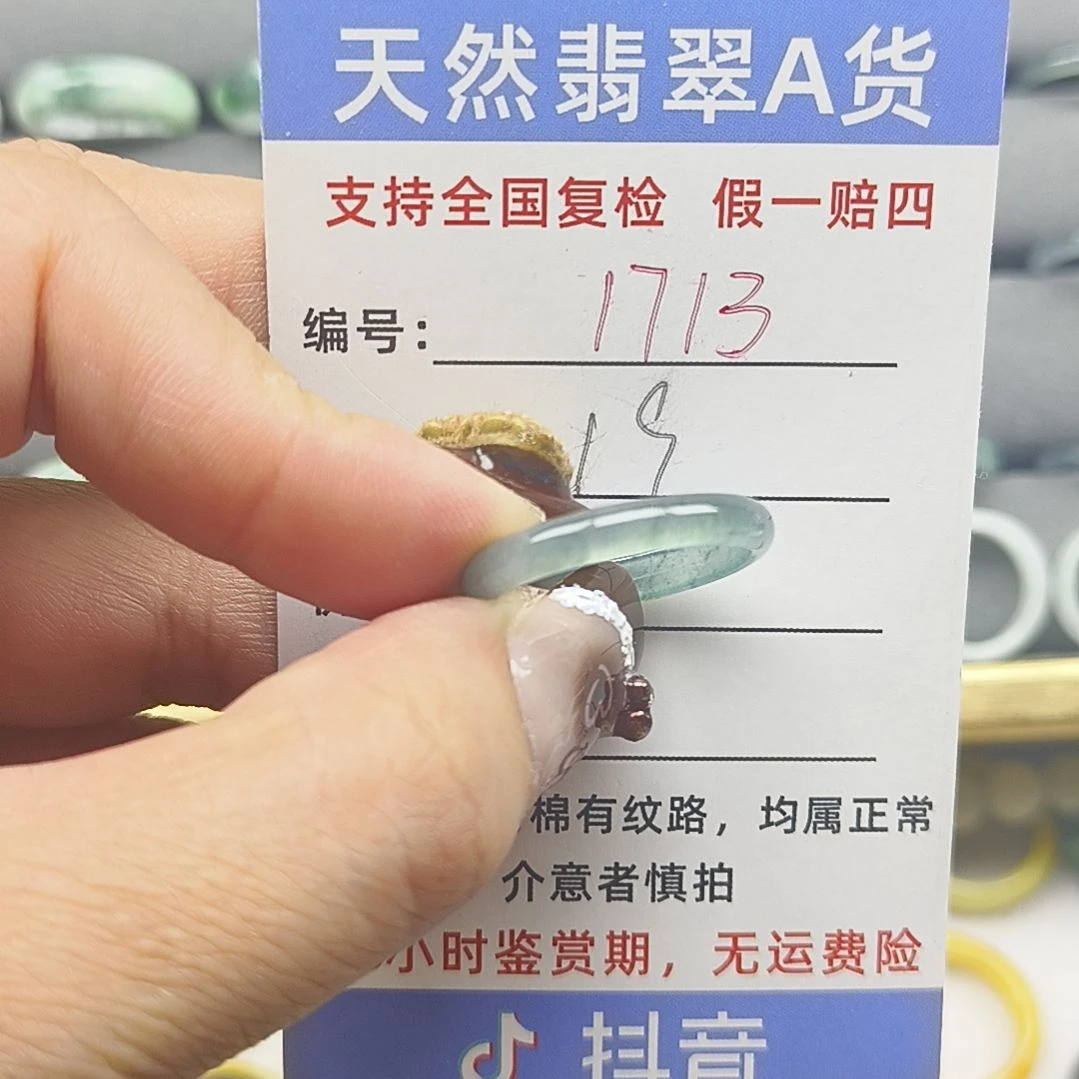 天然翡翠A货
支持全国复检 假一赔四
编号: 1713
19
棉有纹路，均属正常
介意者慎拍
小时鉴赏期，无运费险
抖音